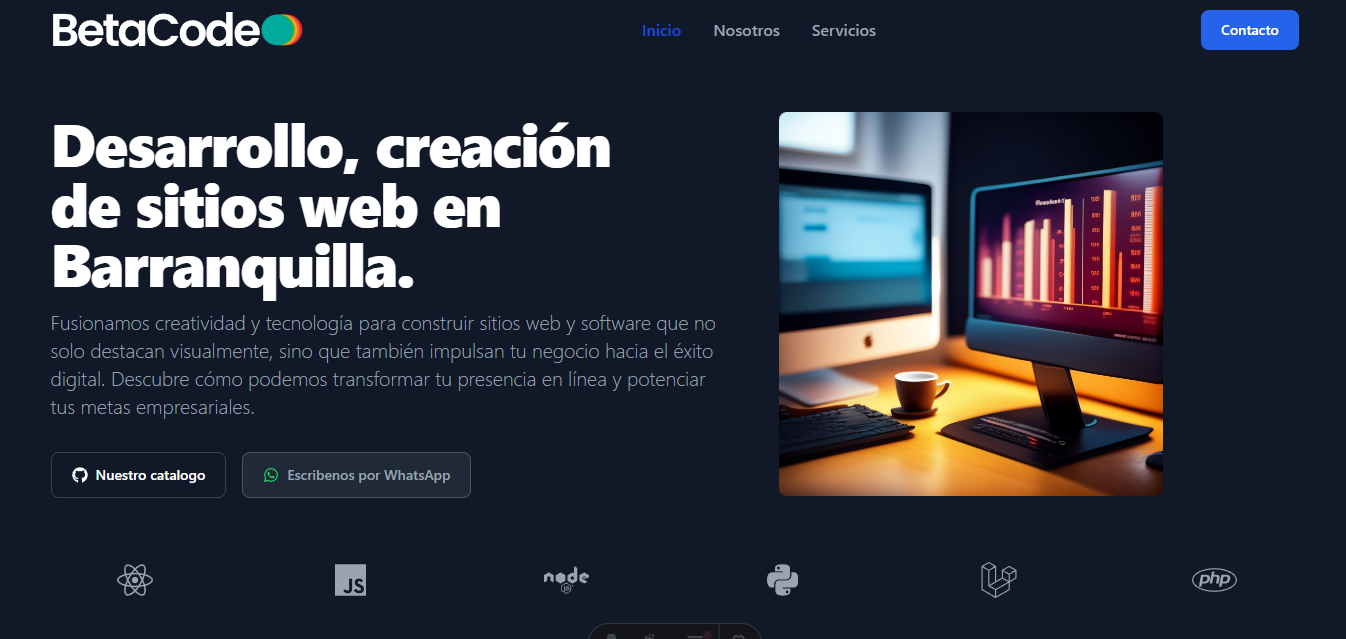 BetaCode
Inicio
Nosotros
Servicios
Contacto
Desarrollo, creación
de sitios web en
Barranquilla.
Fusionamos creatividad y tecnología para construir sitios web y software que no
solo destacan visualmente, sino que también impulsan tu negocio hacia el éxito
digital. Descubre cómo podemos transformar tu presencia en línea y potenciar
tus metas empresariales.
Nuestro catalogo
Escribenos por WhatsApp
JS
node
JS
php